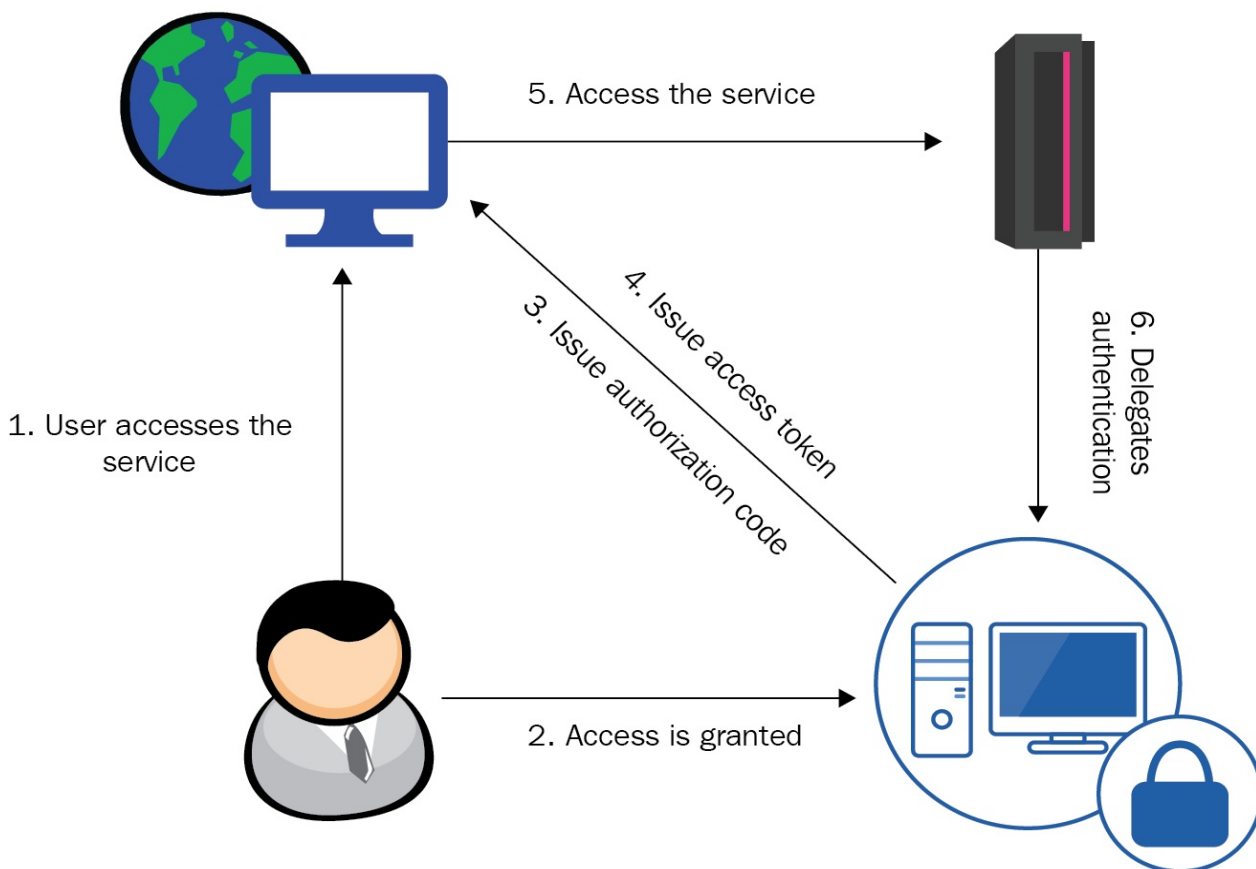 5. Access the service
4. Issue access token
3. Issue authorization code
6. Delegates
authentication
1. User accesses the
service
2. Access is granted